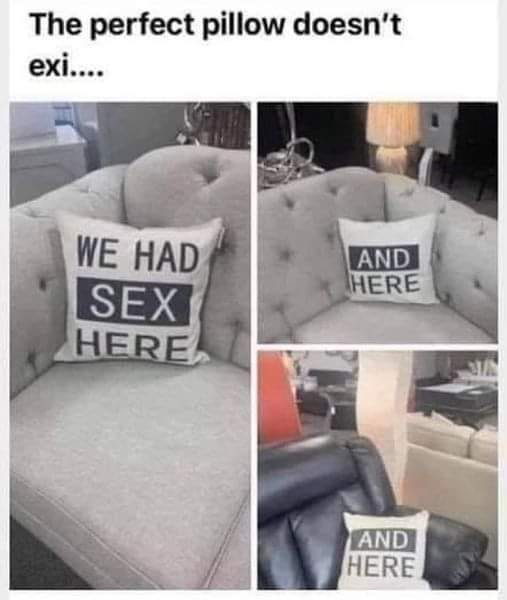 The perfect pillow doesn't
exi....
WE HAD
SEX
HERE
AND
HERE
AND
HERE